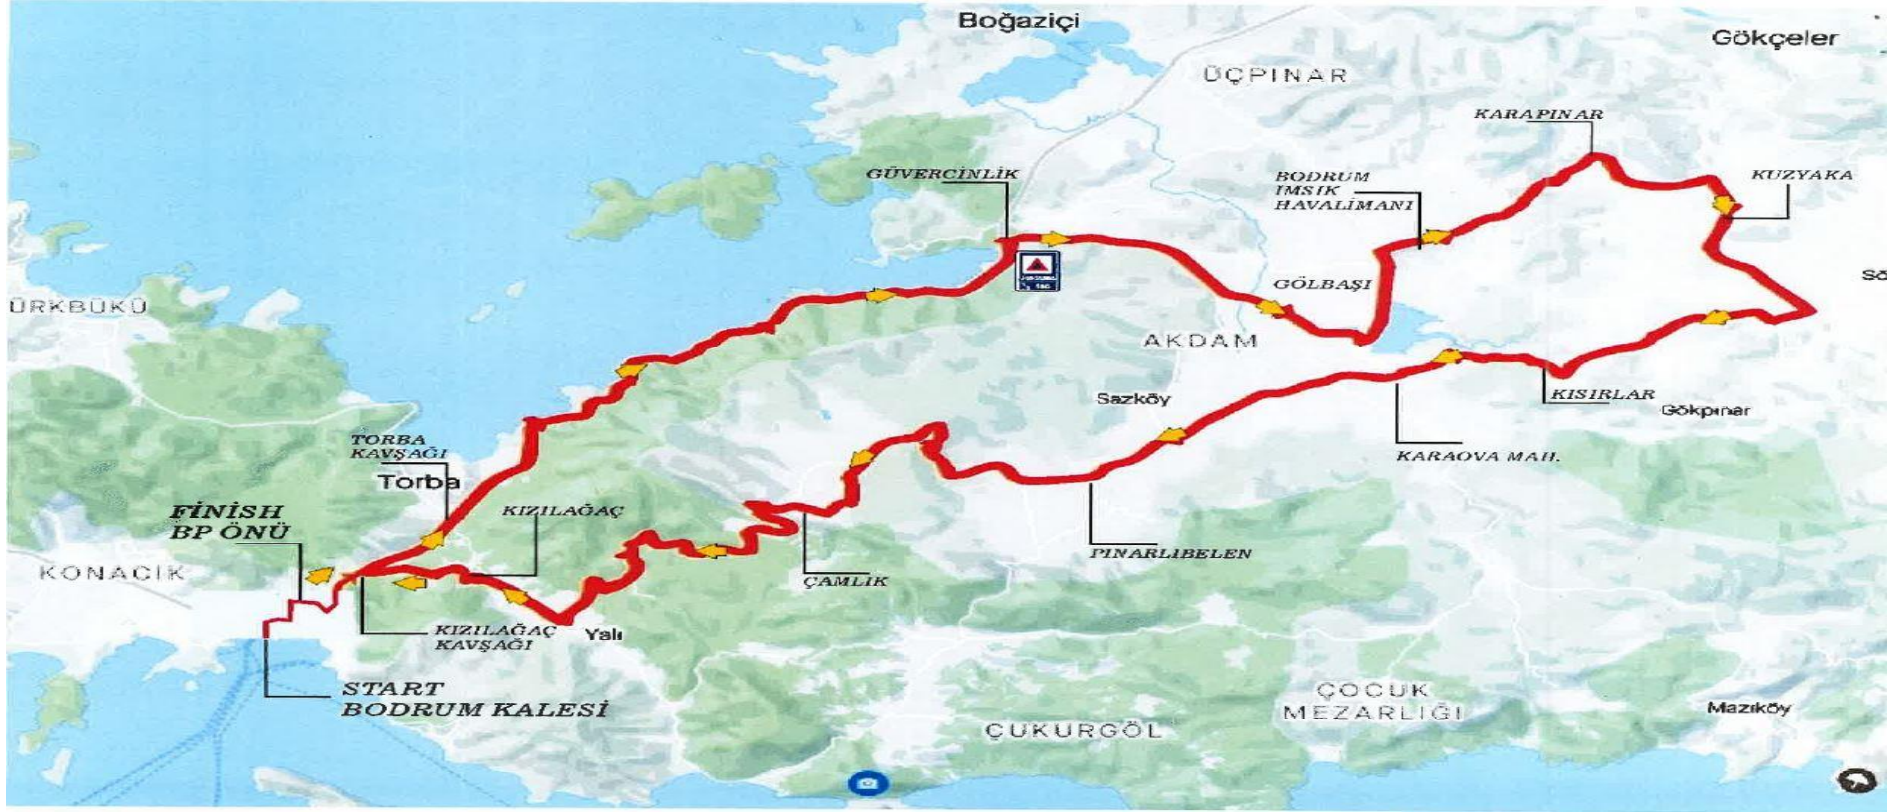 Boğaziçi
Gökçeler
ÜÇPINAR
KARAPINAR
GÜVERCİNLİK
BODRUM
IMSIK
HAVALİMANI
KUZYAKA
GÖLBAŞI
Sö
ÜRKBÜKÜ
AKDAM
Sazköy
KISIRLAR
Gökpınar
TORBA
KAVŞAĞI
Torba
KARAOVA MAH.
FİNİSH
BP ÖNÜ
KIZILAĞAÇ
PINARLIBELEN
KONACIK
ÇAMLIK
KIZILAĞAÇ
KAVŞAĞI
Yalı
START
BODRUM KALESİ
ÇOCUK
MEZARLIĞI
Mazıköy
ÇUKURGÖL